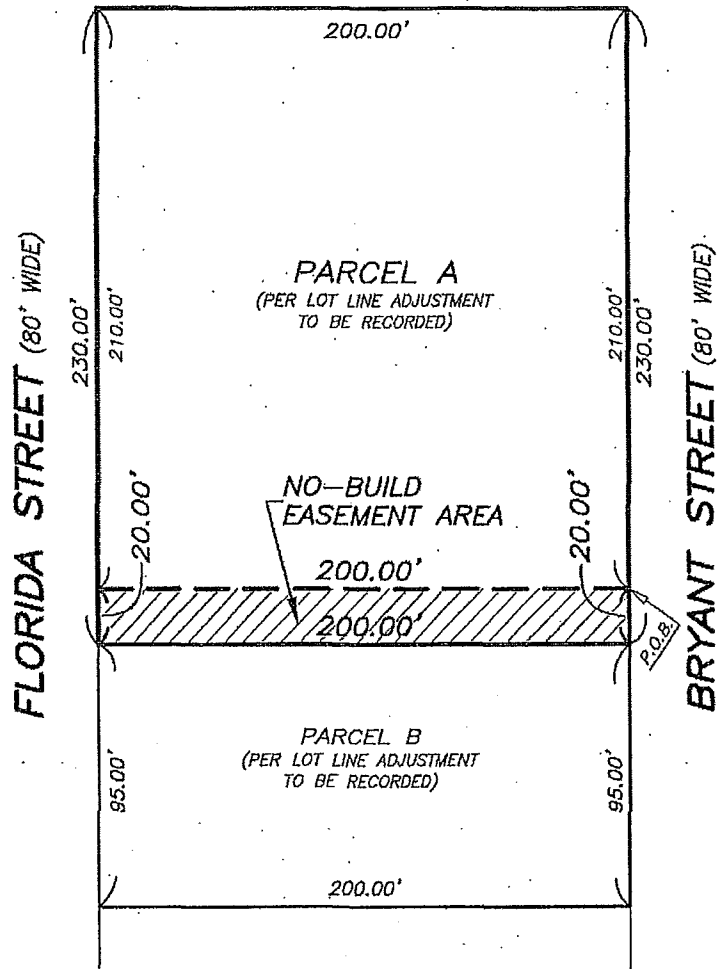 200.00'
FLORIDA STREET (80' WIDE)
230.00'
210.00'
PARCEL A
(PER LOT LINE ADJUSTMENT
TO BE RECORDED)
210.00'
230.00'
BRYANT STREET (80' WIDE)
NO-BUILD
EASEMENT AREA
20.00'
20.00'
200.00'
200.00'
P.O.B.
PARCEL B
(PER LOT LINE ADJUSTMENT
TO BE RECORDED)
95.00'
95.00'
200.00'